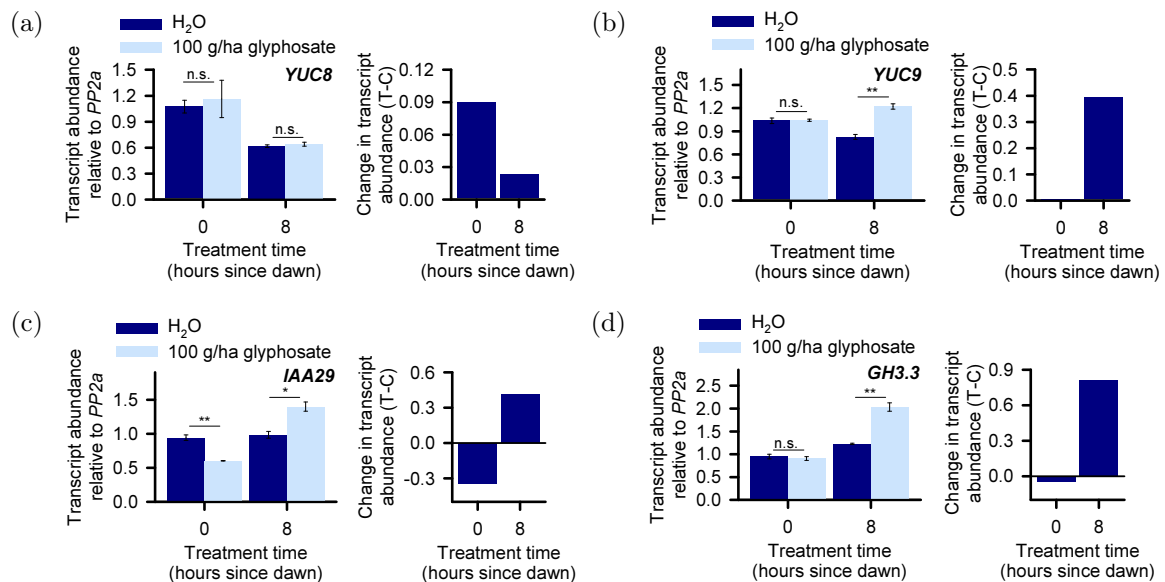 (a)
H₂O
100 g/ha glyphosate
Transcript abundance
relative to PP2a
1.5
1.2
0.9
0.6
0.3
0.0
n.s.
n.s.
YUC8
0
8
Treatment time
(hours since dawn)
Change in transcript
abundance (T-C)
0.12
0.09
0.06
0.03
0.00
0
8
Treatment time
(hours since dawn)
(b)
H₂O
100 g/ha glyphosate
Transcript abundance
relative to PP2a
1.5
1.2
0.9
0.6
0.3
0.0
n.s.
**
YUC9
0
8
Treatment time
(hours since dawn)
Change in transcript
abundance (T-C)
0.5
0.4
0.3
0.2
0.1
0.0
0
8
Treatment time
(hours since dawn)
(c)
H₂O
100 g/ha glyphosate
Transcript abundance
relative to PP2a
1.5
1.0
0.5
0.0
**
*
IAA29
0
8
Treatment time
(hours since dawn)
Change in transcript
abundance (T-C)
0.6
0.3
0.0
-0.3
0
8
Treatment time
(hours since dawn)
(d)
H₂O
100 g/ha glyphosate
Transcript abundance
relative to PP2a
2.5
2.0
1.5
1.0
0.5
0.0
n.s.
**
GH3.3
0
8
Treatment time
(hours since dawn)
Change in transcript
abundance (T-C)
0.9
0.6
0.3
0.0
0
8
Treatment time
(hours since dawn)